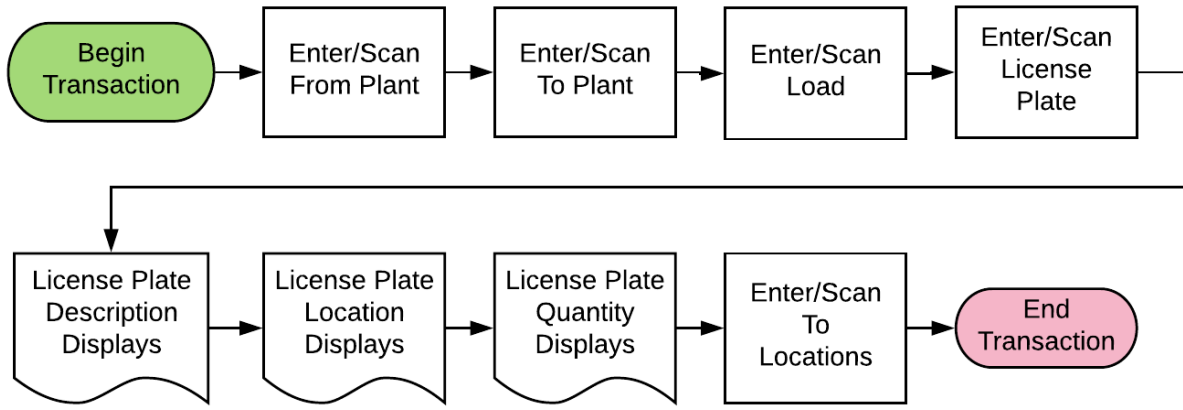 Begin
Transaction
Enter/Scan
From Plant
Enter/Scan
To Plant
Enter/Scan
Load
Enter/Scan
License
Plate
License Plate
Description
Displays
License Plate
Location
Displays
License Plate
Quantity
Displays
Enter/Scan
To
Locations
End
Transaction